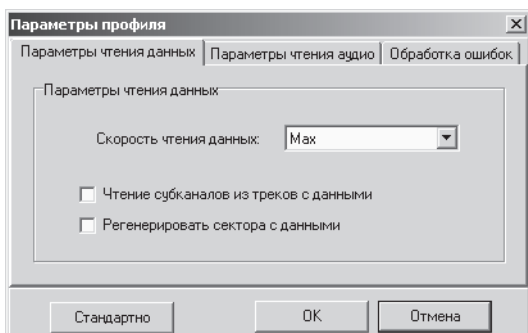 Параметры профиля
Параметры чтения данных Параметры чтения аудио Обработка ошибок
Параметры чтения данных
Скорость чтения данных: Max
Чтение субканалов из треков с данными
Регенерировать сектора с данными
Стандартно OK Отмена